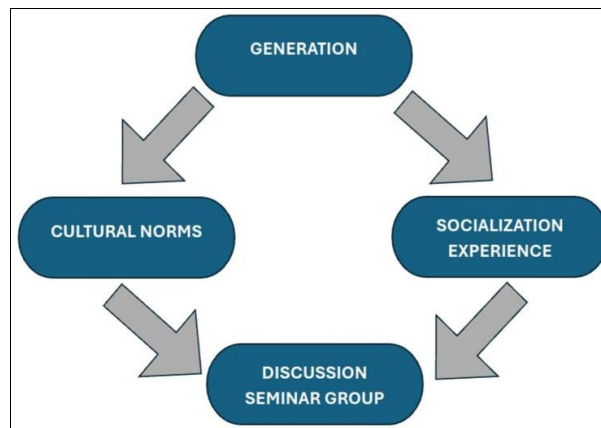 GENERATION
CULTURAL NORMS
SOCIALIZATION
EXPERIENCE
DISCUSSION
SEMINAR GROUP